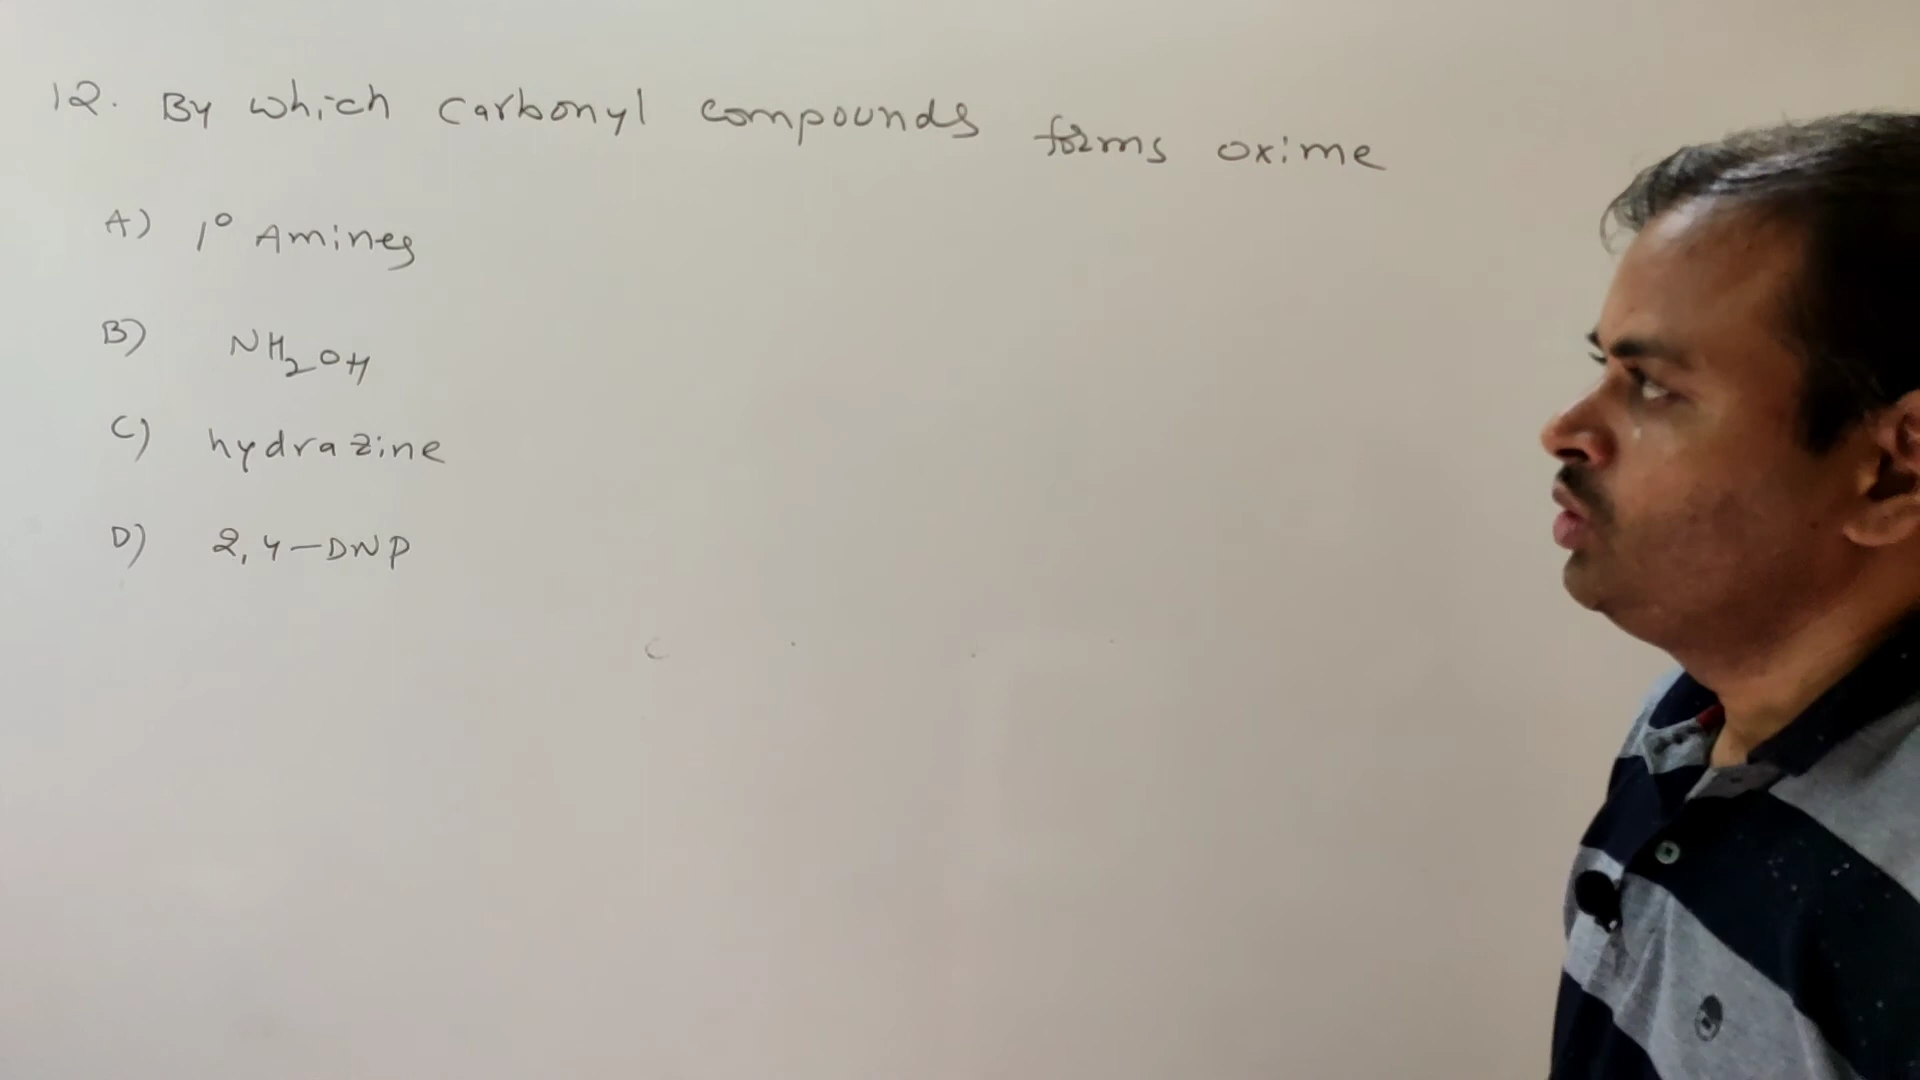 12. By which carbonyl compounds forms oxime
A) 1° Amines
B) NH₂OH
C) hydrazine
D) 2,4-DNP